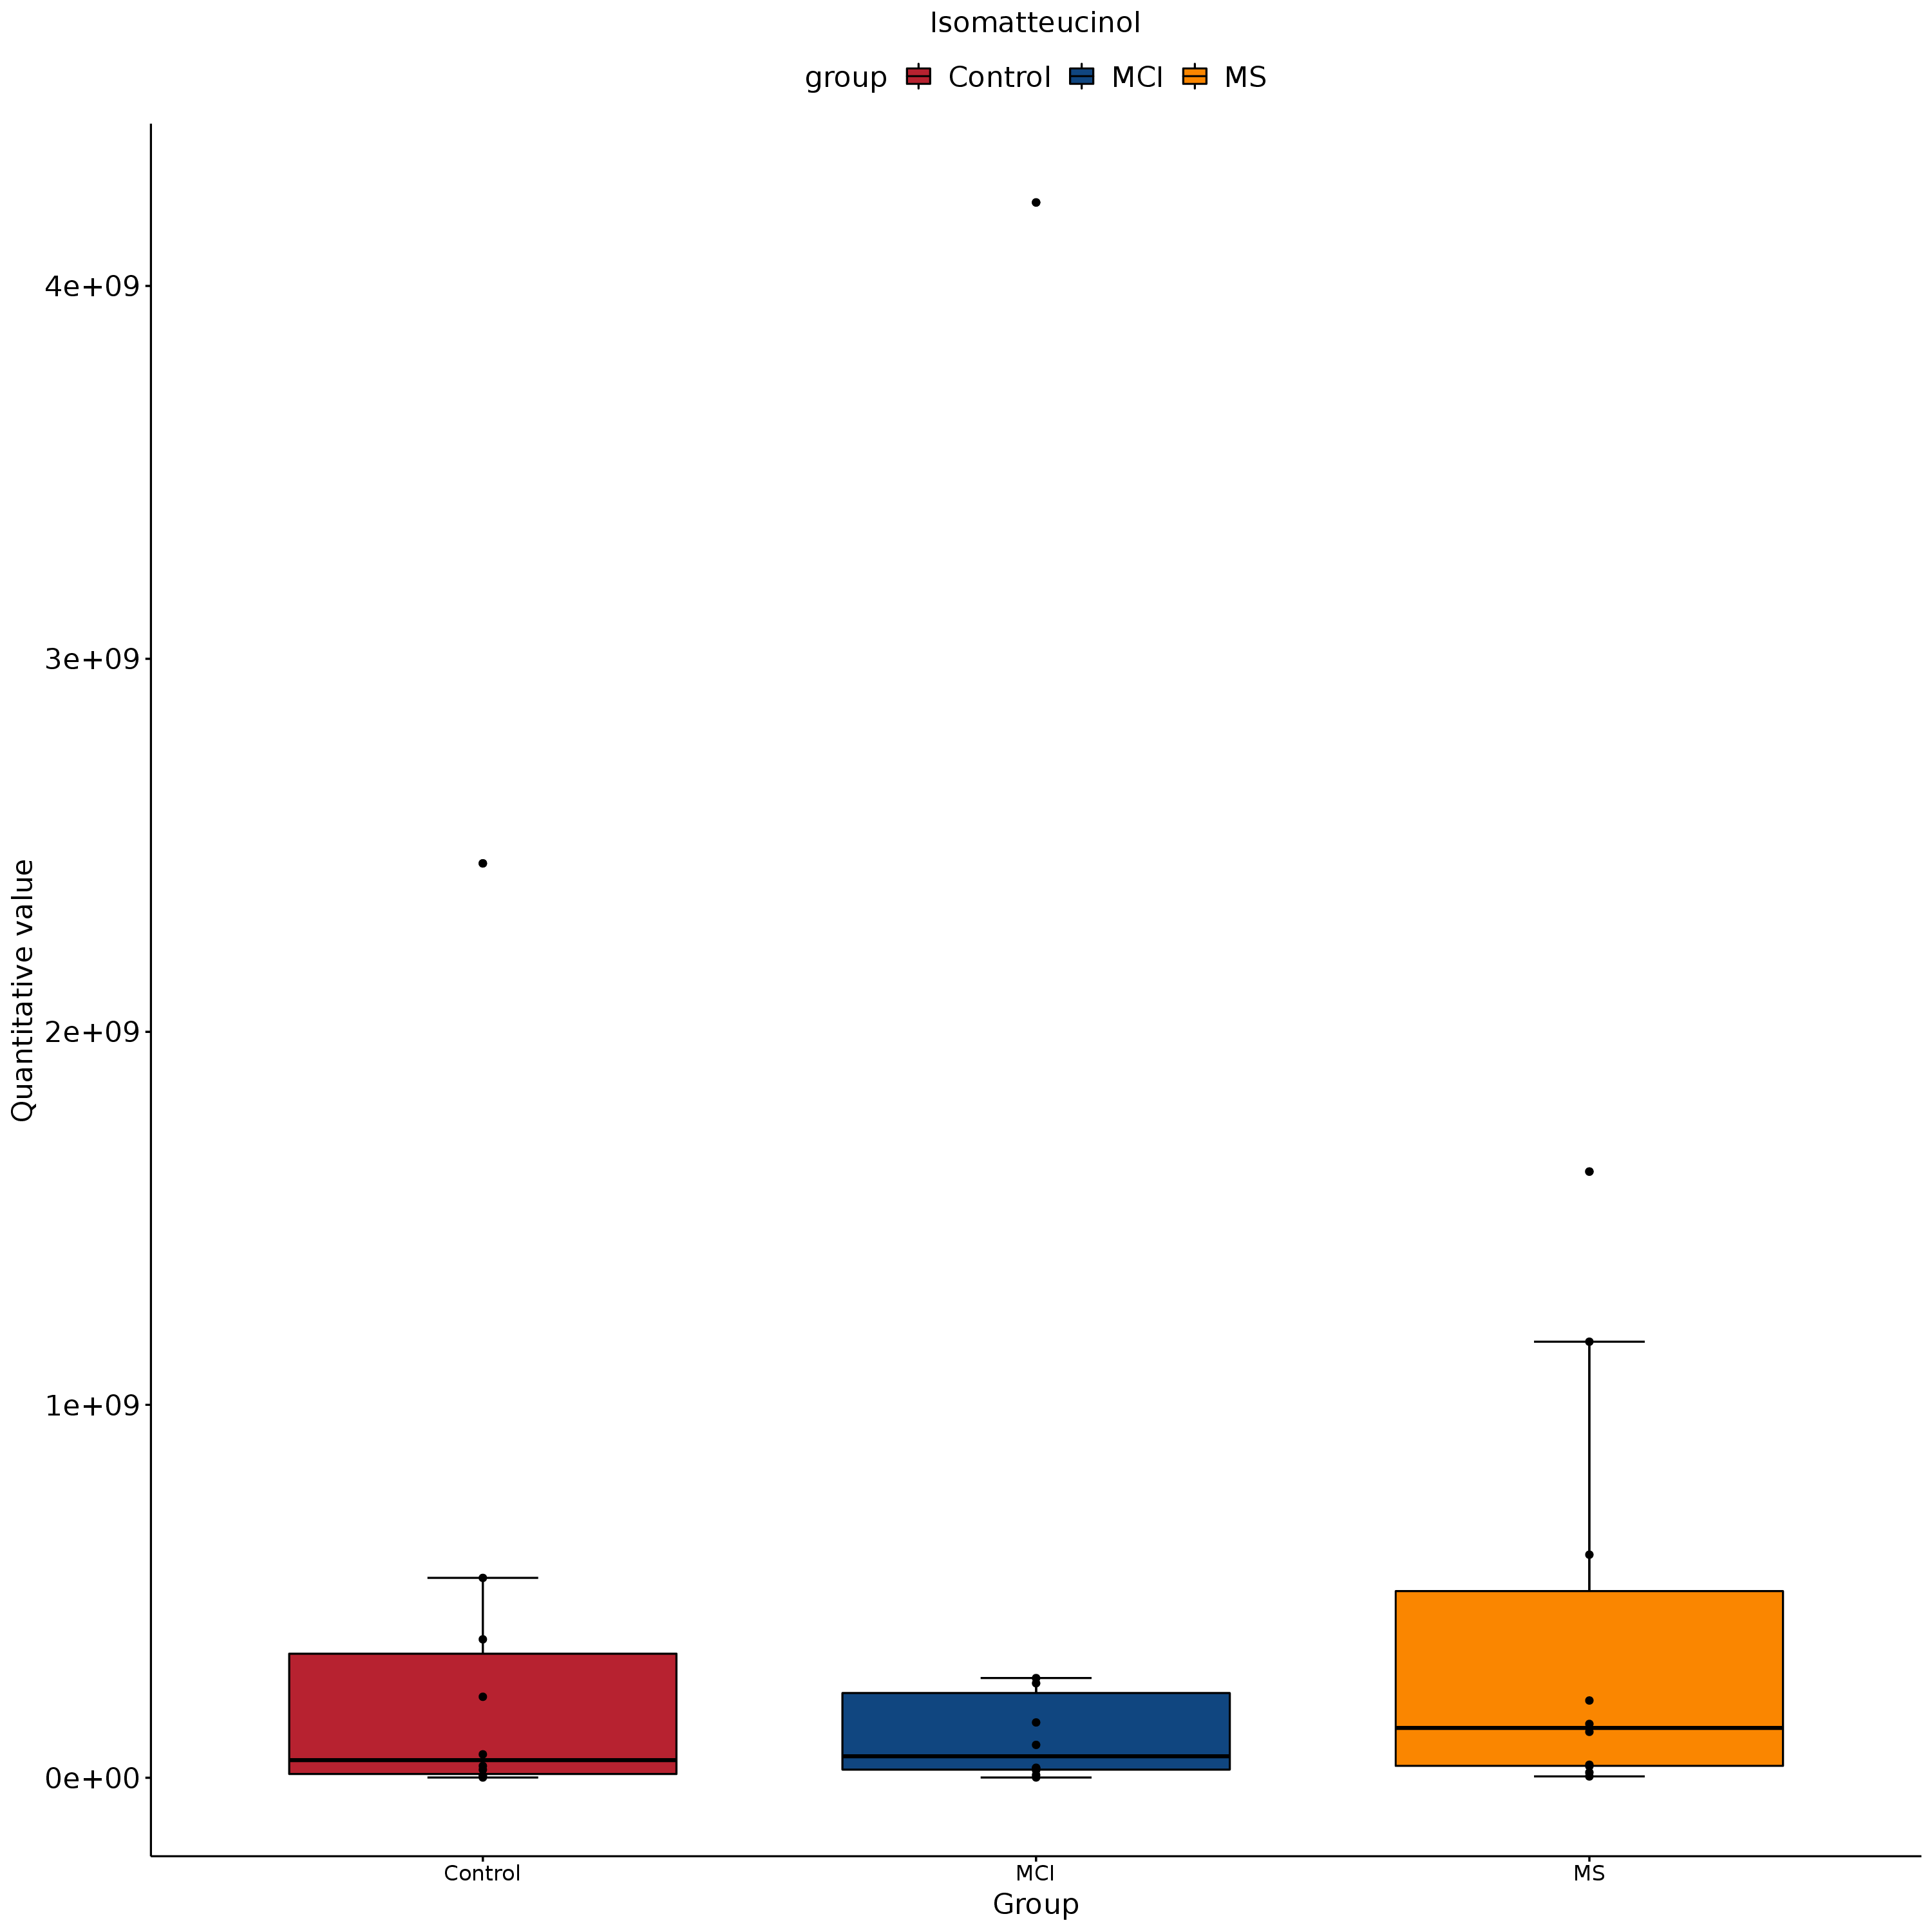 Isomatteucinol
group Control MCI MS
Quantitative value
4e+09
3e+09
2e+09
1e+09
0e+00
Control MCI MS
Group